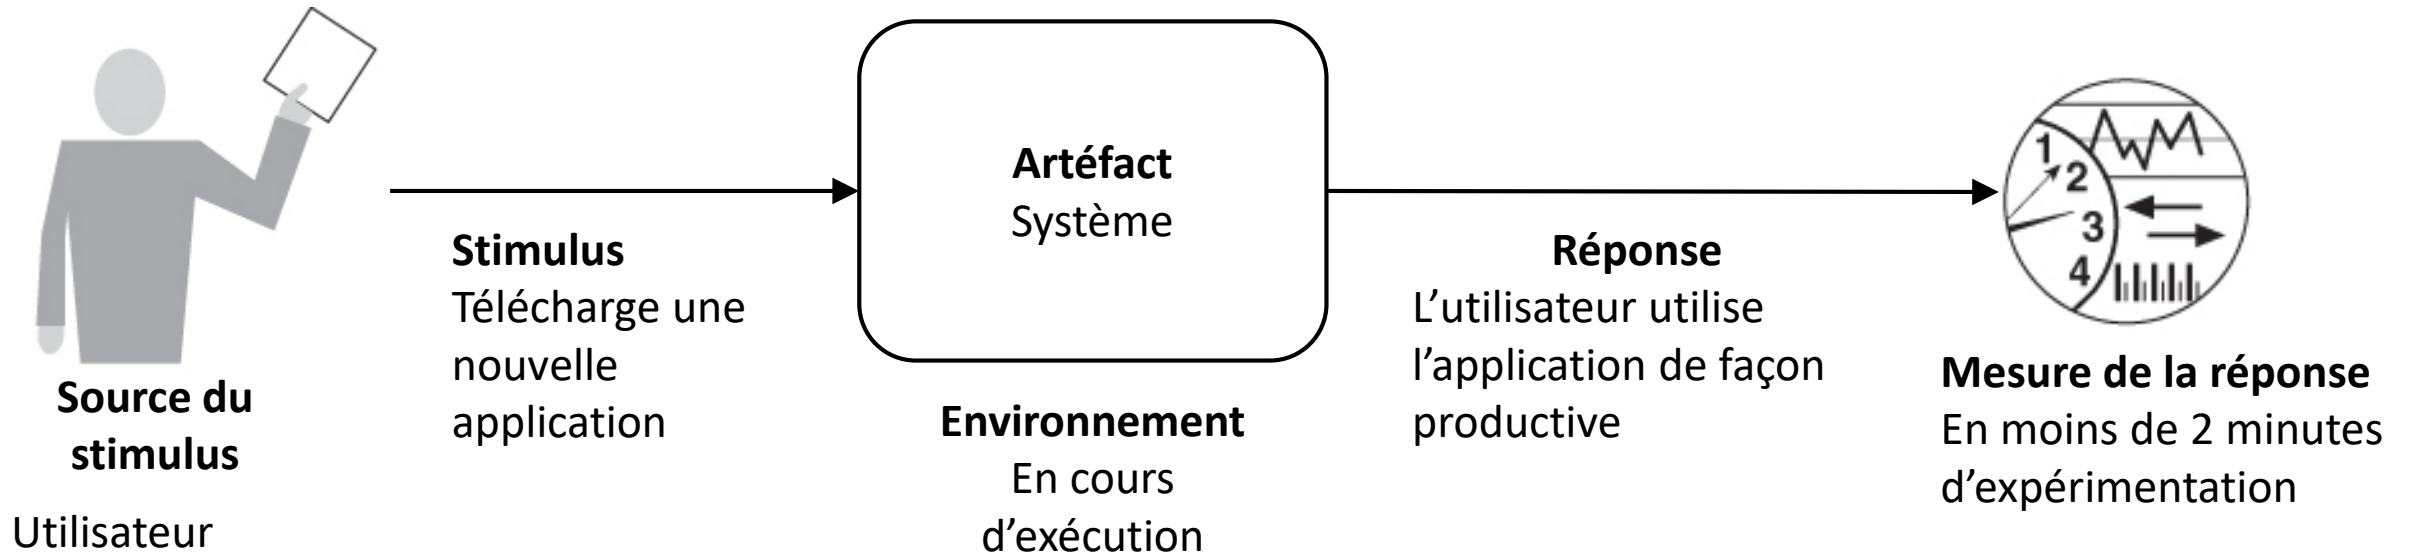 Source du
stimulus
Utilisateur
Stimulus
Télécharge une
nouvelle
application
Artéfact
Système
Environnement
En cours
d’exécution
Réponse
L’utilisateur utilise
l’application de façon
productive
1
2
3
4
Mesure de la réponse
En moins de 2 minutes
d’expérimentation